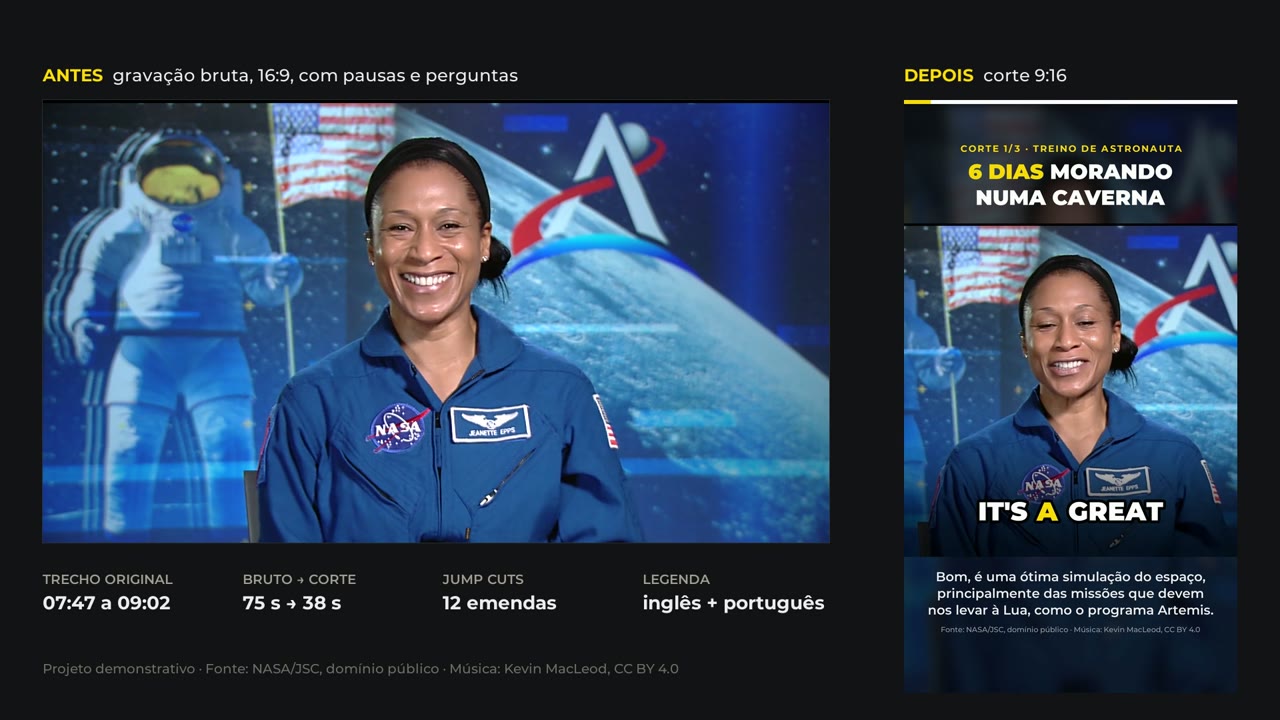 ANTES gravação bruta, 16:9, com pausas e perguntas
NASA
JEANETTE EPPS
TRECHO ORIGINAL
07:47 a 09:02
BRUTO → CORTE
75 s → 38 s
JUMP CUTS
12 emendas
LEGENDA
inglês + português
Projeto demonstrativo · Fonte: NASA/JSC, domínio público · Música: Kevin MacLeod, CC BY 4.0
DEPOIS corte 9:16
CORTE 1/3 · TREINO DE ASTRONAUTA
6 DIAS MORANDO
NUMA CAVERNA
NASA
JEANETTE EPPS
IT'S A GREAT
Bom, é uma ótima simulação do espaço,
principalmente das missões que devem
nos levar à Lua, como o programa Artemis.
Fonte: NASA/JSC, domínio público · Música: Kevin MacLeod, CC BY 4.0